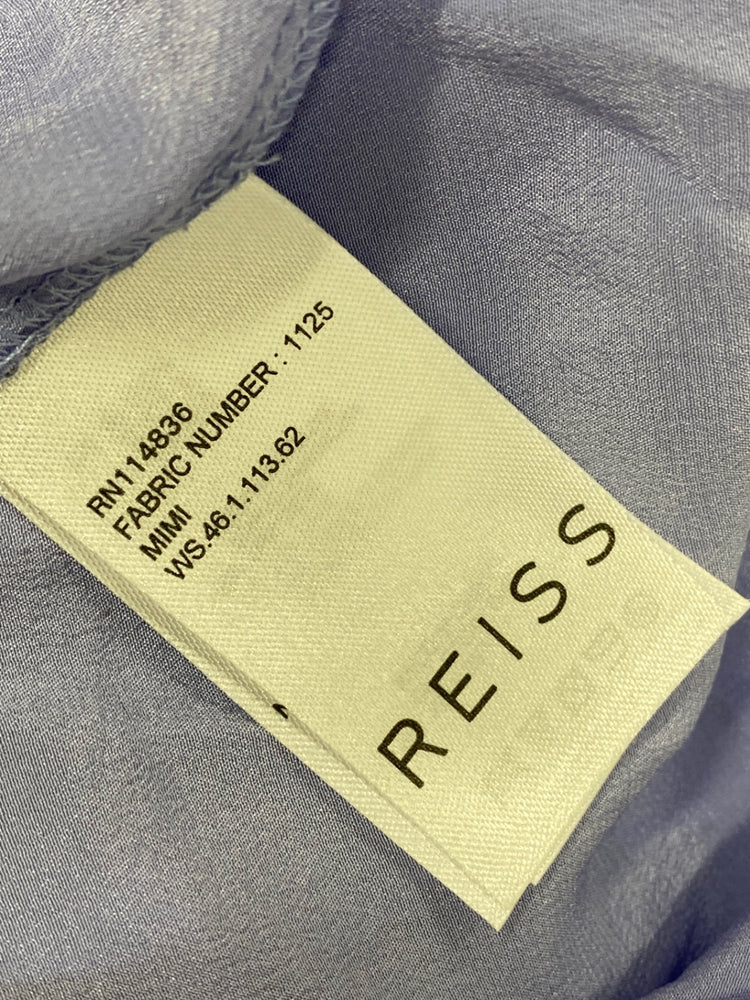 RN114836
FABRIC NUMBER : 1125
MIMI
WS.46.1.113.62
REISS